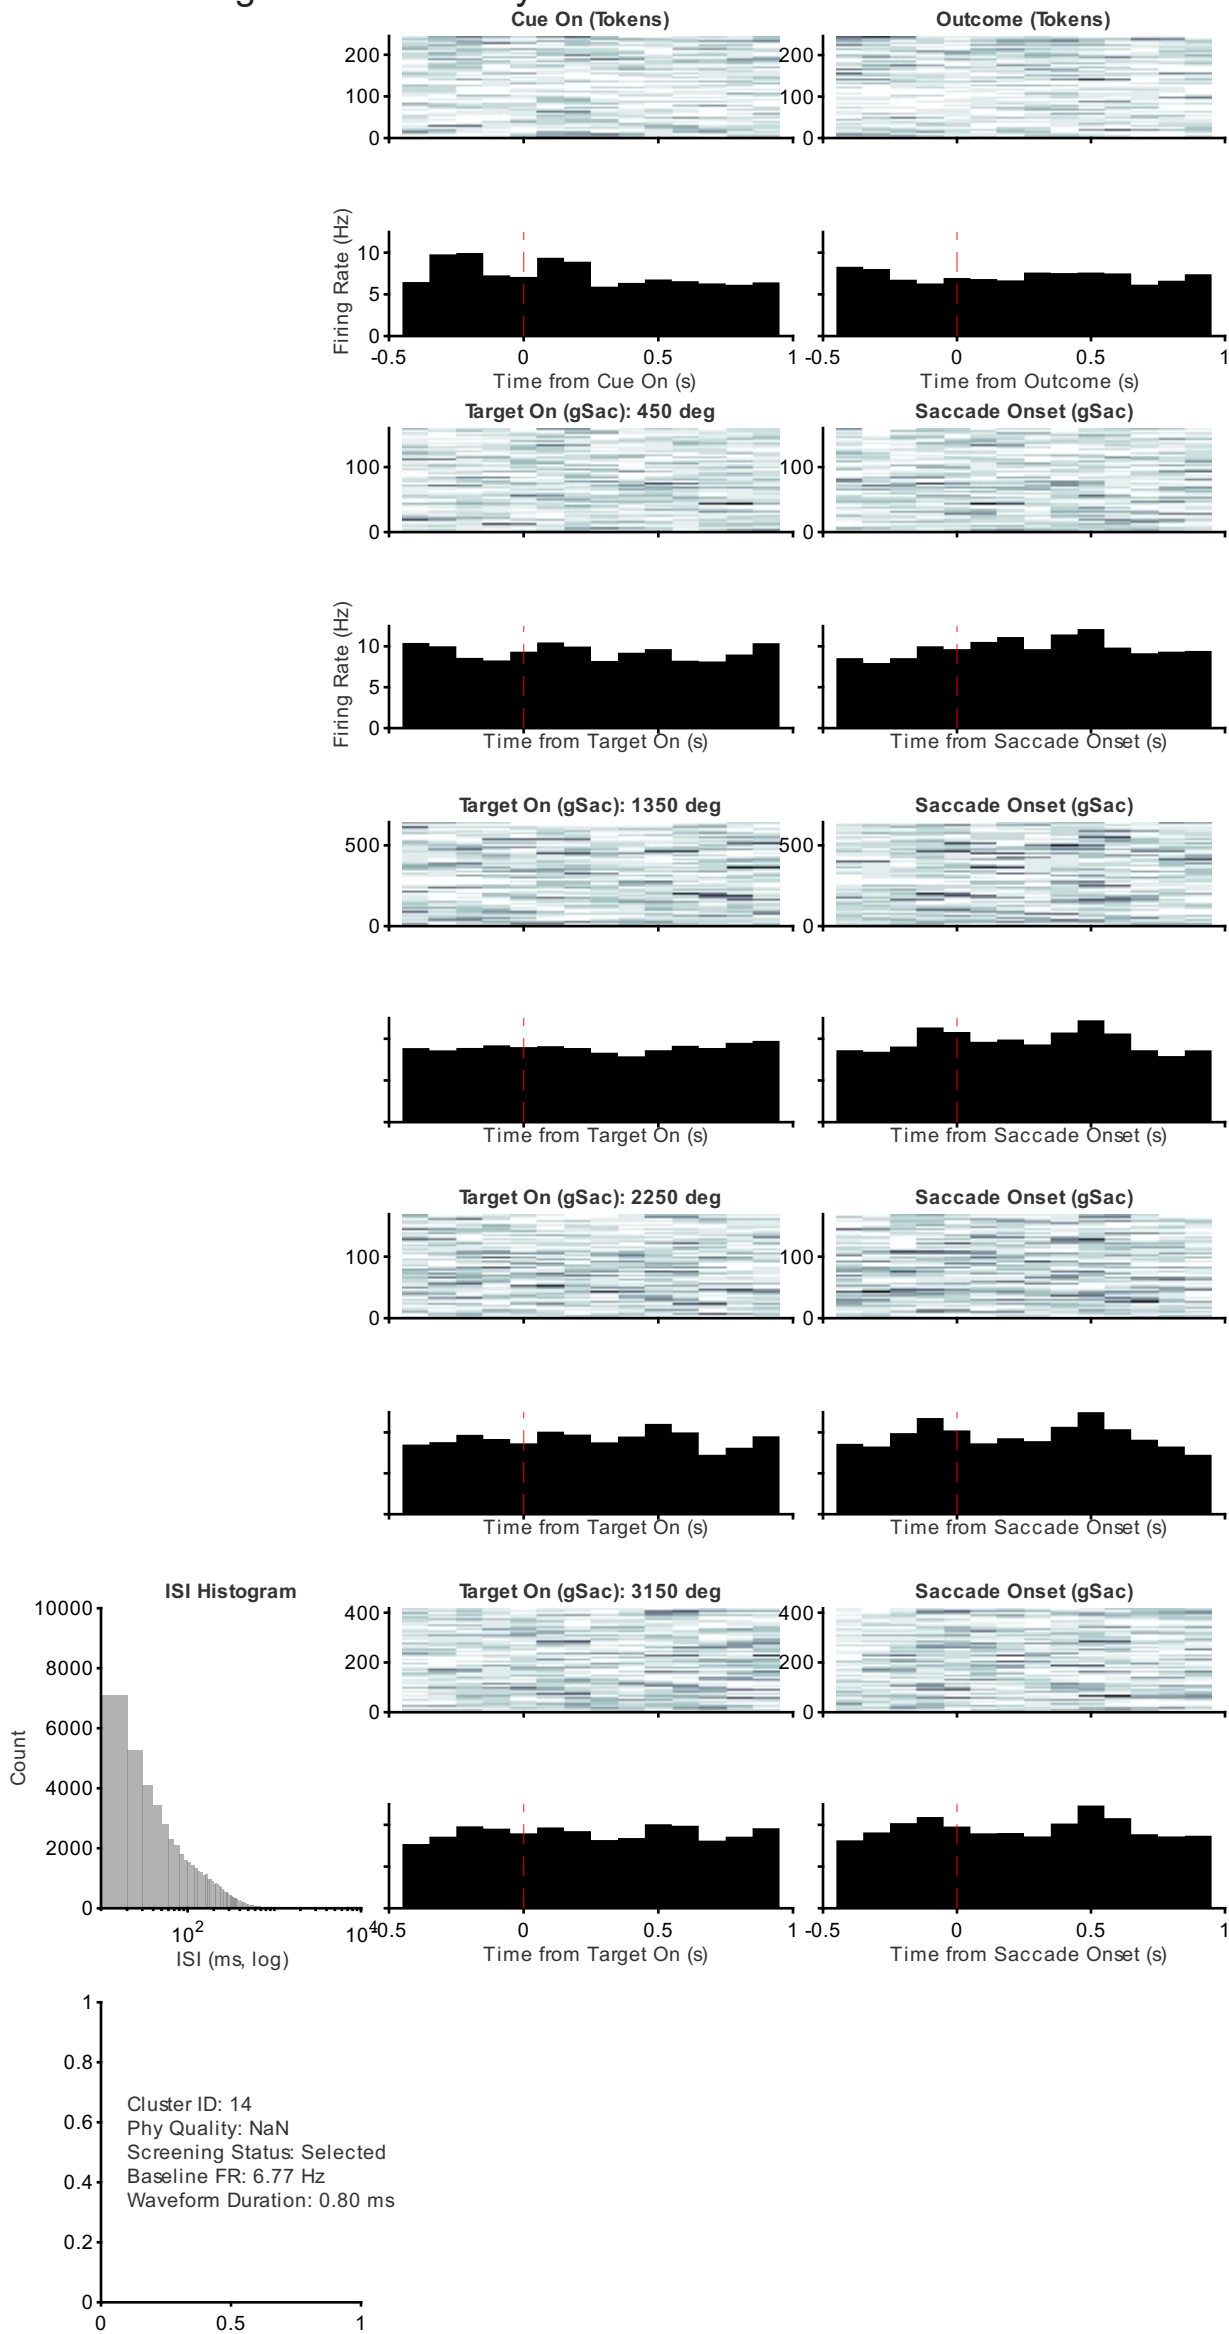 Cue On (Tokens)
Outcome (Tokens)
200
100
0
200
100
0
Firing Rate (Hz)
10
5
0
-0.5
0
0.5
1
-0.5
0
0.5
1
Time from Cue On (s)
Time from Outcome (s)
Target On (gSac): 450 deg
Saccade Onset (gSac)
100
0
100
0
Firing Rate (Hz)
10
5
0
Time from Target On (s)
Time from Saccade Onset (s)
Target On (gSac): 1350 deg
Saccade Onset (gSac)
500
0
500
0
Time from Target On (s)
Time from Saccade Onset (s)
Target On (gSac): 2250 deg
Saccade Onset (gSac)
100
0
100
0
Time from Target On (s)
Time from Saccade Onset (s)
ISI Histogram
Target On (gSac): 3150 deg
Saccade Onset (gSac)
10000
8000
6000
4000
2000
0
Count
10²
10⁴
ISI (ms, log)
400
200
0
400
200
0
-0.5
0
0.5
1
-0.5
0
0.5
1
Time from Target On (s)
Time from Saccade Onset (s)
1
0.8
0.6
0.4
0.2
0
Cluster ID: 14
Phy Quality: NaN
Screening Status: Selected
Baseline FR: 6.77 Hz
Waveform Duration: 0.80 ms
0
0.5
1